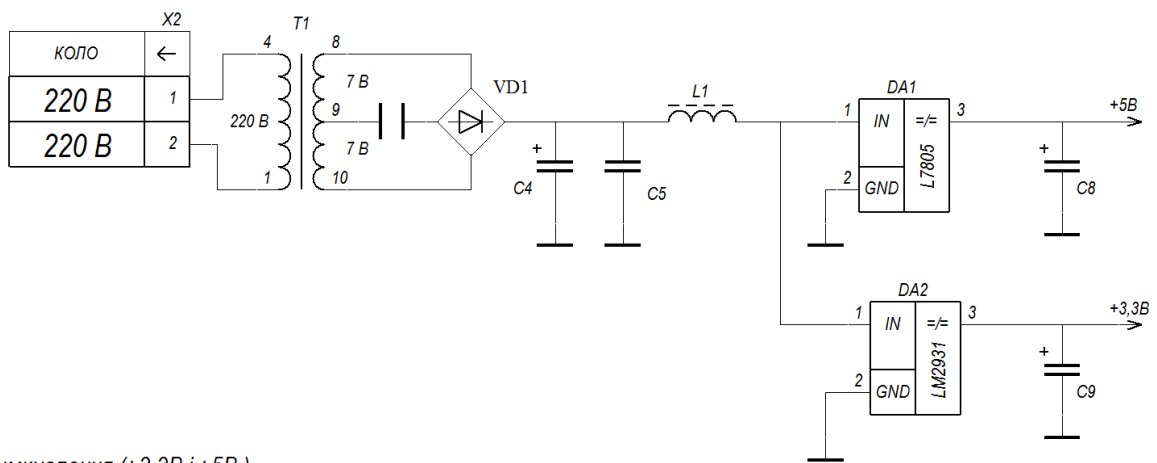 X2
КОЛО
220 В
1
220 В
2
T1
4
8
7 В
220 В
9
7 В
1
10
VD1
C4
C5
L1
DA1
1
IN
=/=
3
+5В
2
GND
L7805
C8
DA2
1
IN
=/=
3
+3,3В
2
GND
LM2931
C9